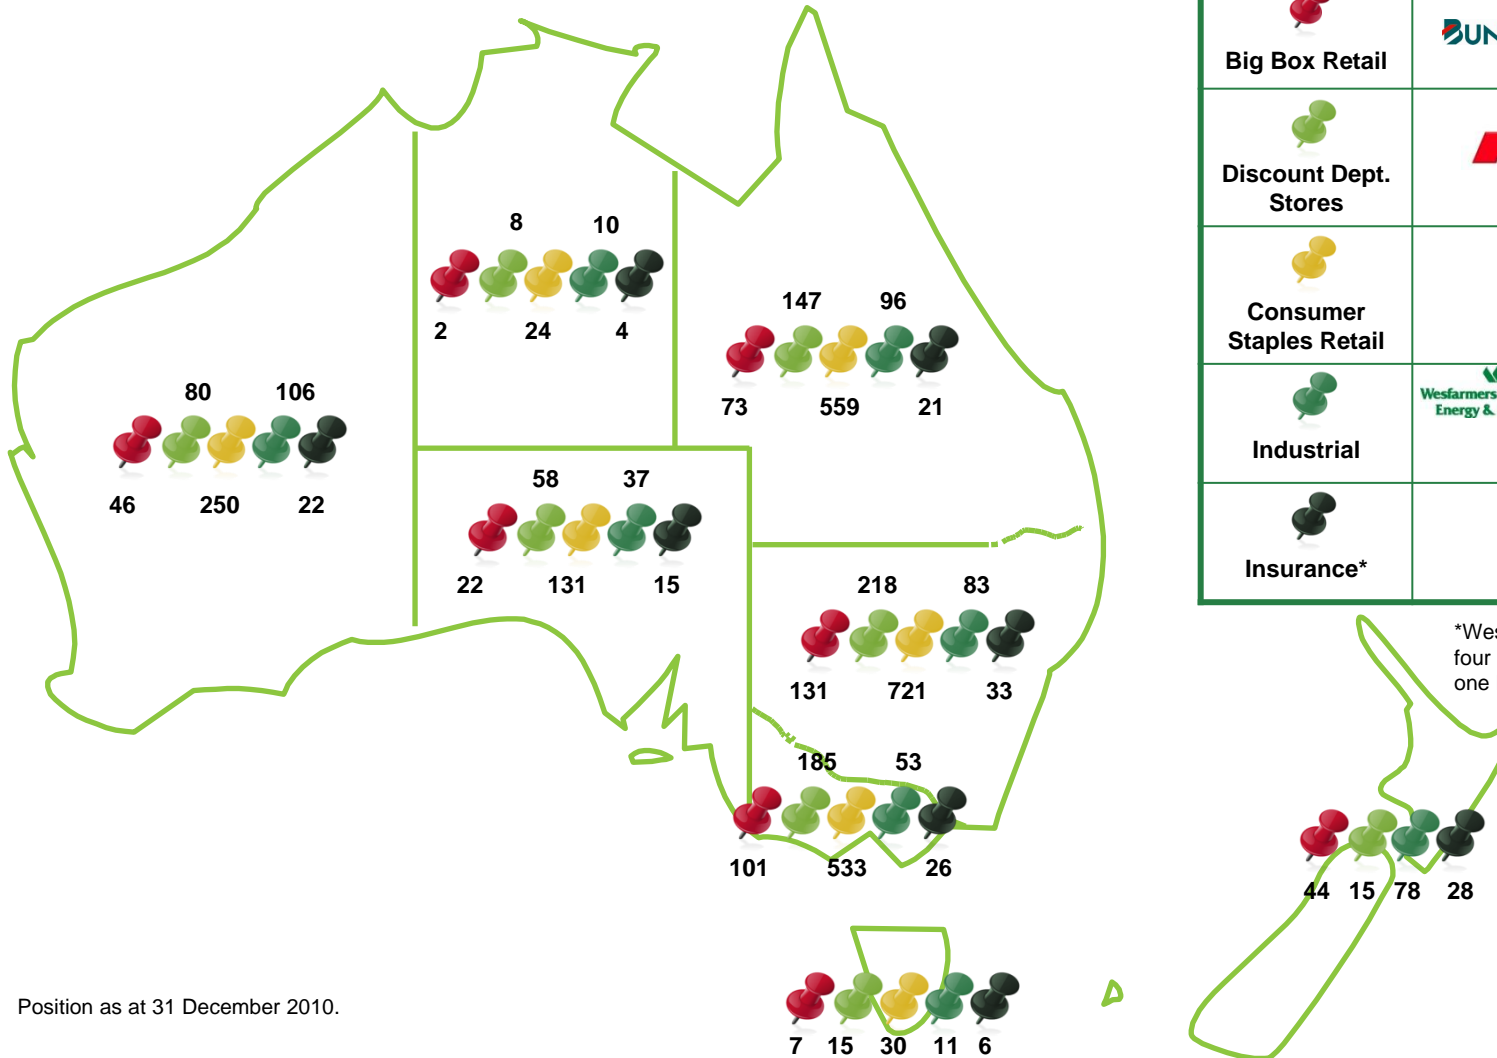 8 10
2 24 4
147 96
73 559 21
80 106
46 250 22
58 37
22 131 15
218 83
131 721 33
185 53
101 533 26
7 15 30 11 6
44 15 78 28
Big Box Retail
Discount Dept.
Stores
Consumer
Staples Retail
Wesfarmers
Energy &
Industrial
Insurance*
four
one
Position as at 31 December 2010.